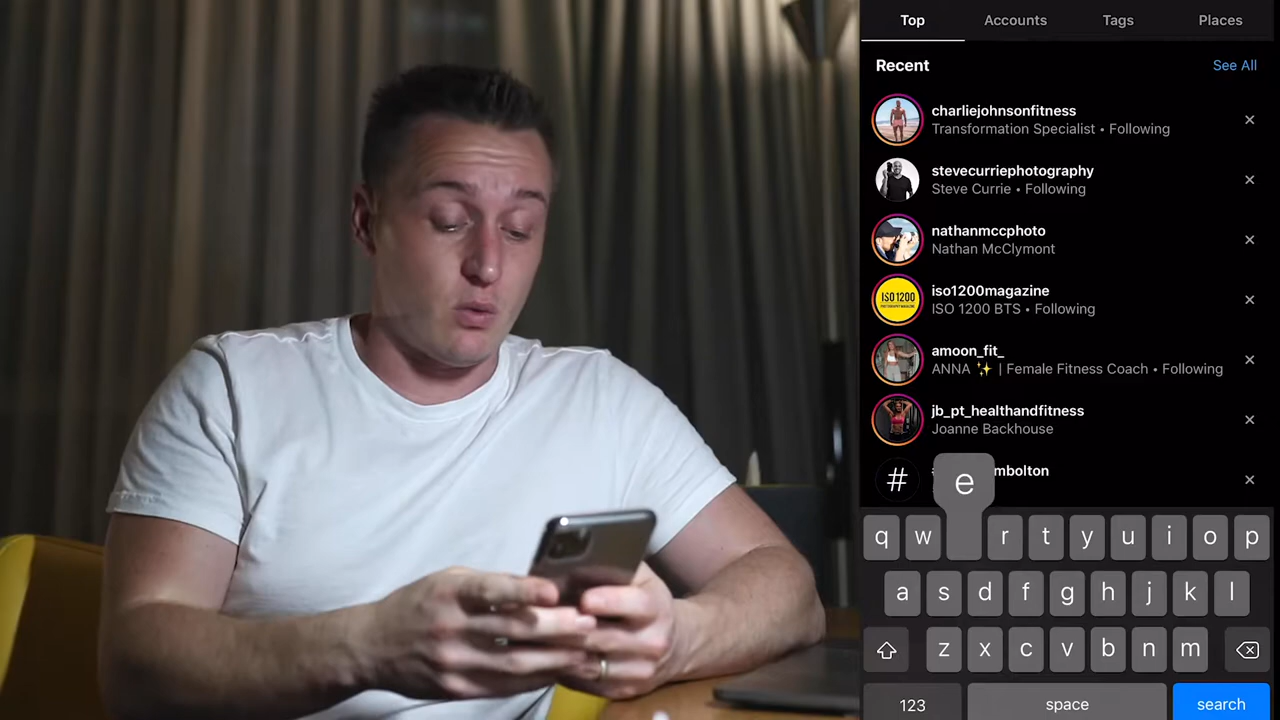 Top Accounts Tags Places
Recent See All
charliejohnsonfitness
Transformation Specialist • Following
stevecurriephotography
Steve Currie • Following
nathanmccphoto
Nathan McClymont
iso1200magazine
ISO 1200 BTS • Following
ISO 1200
amoon_fit_
ANNA ✨ | Female Fitness Coach • Following
jb_pt_healthandfitness
Joanne Backhouse
#
e
q w r t y u i o p
a s d f g h j k l
z x c v b n m
123 space search